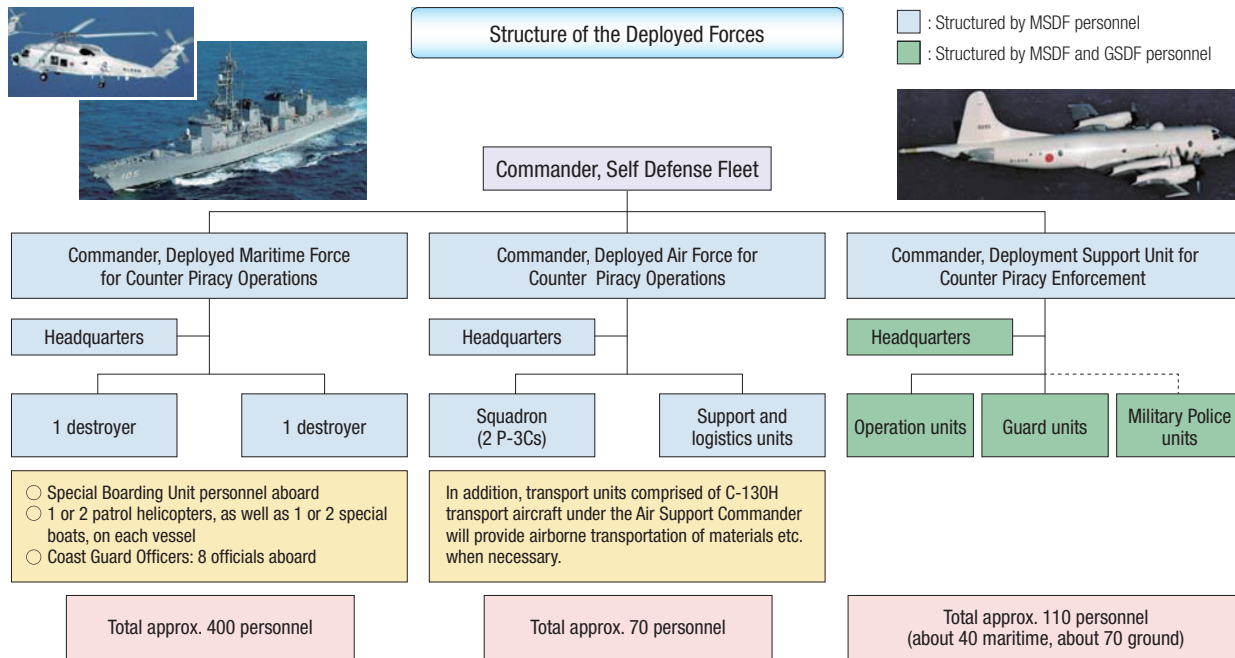 Structure of the Deployed Forces
: Structured by MSDF personnel
: Structured by MSDF and GSDF personnel
105
Commander, Self Defense Fleet
Commander, Deployed Maritime Force
for Counter Piracy Operations
Commander, Deployed Air Force for
Counter Piracy Operations
Commander, Deployment Support Unit for
Counter Piracy Enforcement
Headquarters
Headquarters
Headquarters
1 destroyer
1 destroyer
Squadron
(2 P-3Cs)
Support and
logistics units
Operation units
Guard units
Military Police
units
○ Special Boarding Unit personnel aboard
○ 1 or 2 patrol helicopters, as well as 1 or 2 special
boats, on each vessel
○ Coast Guard Officers: 8 officials aboard
In addition, transport units comprised of C-130H
transport aircraft under the Air Support Commander
will provide airborne transportation of materials etc.
when necessary.
Total approx. 400 personnel
Total approx. 70 personnel
Total approx. 110 personnel
(about 40 maritime, about 70 ground)